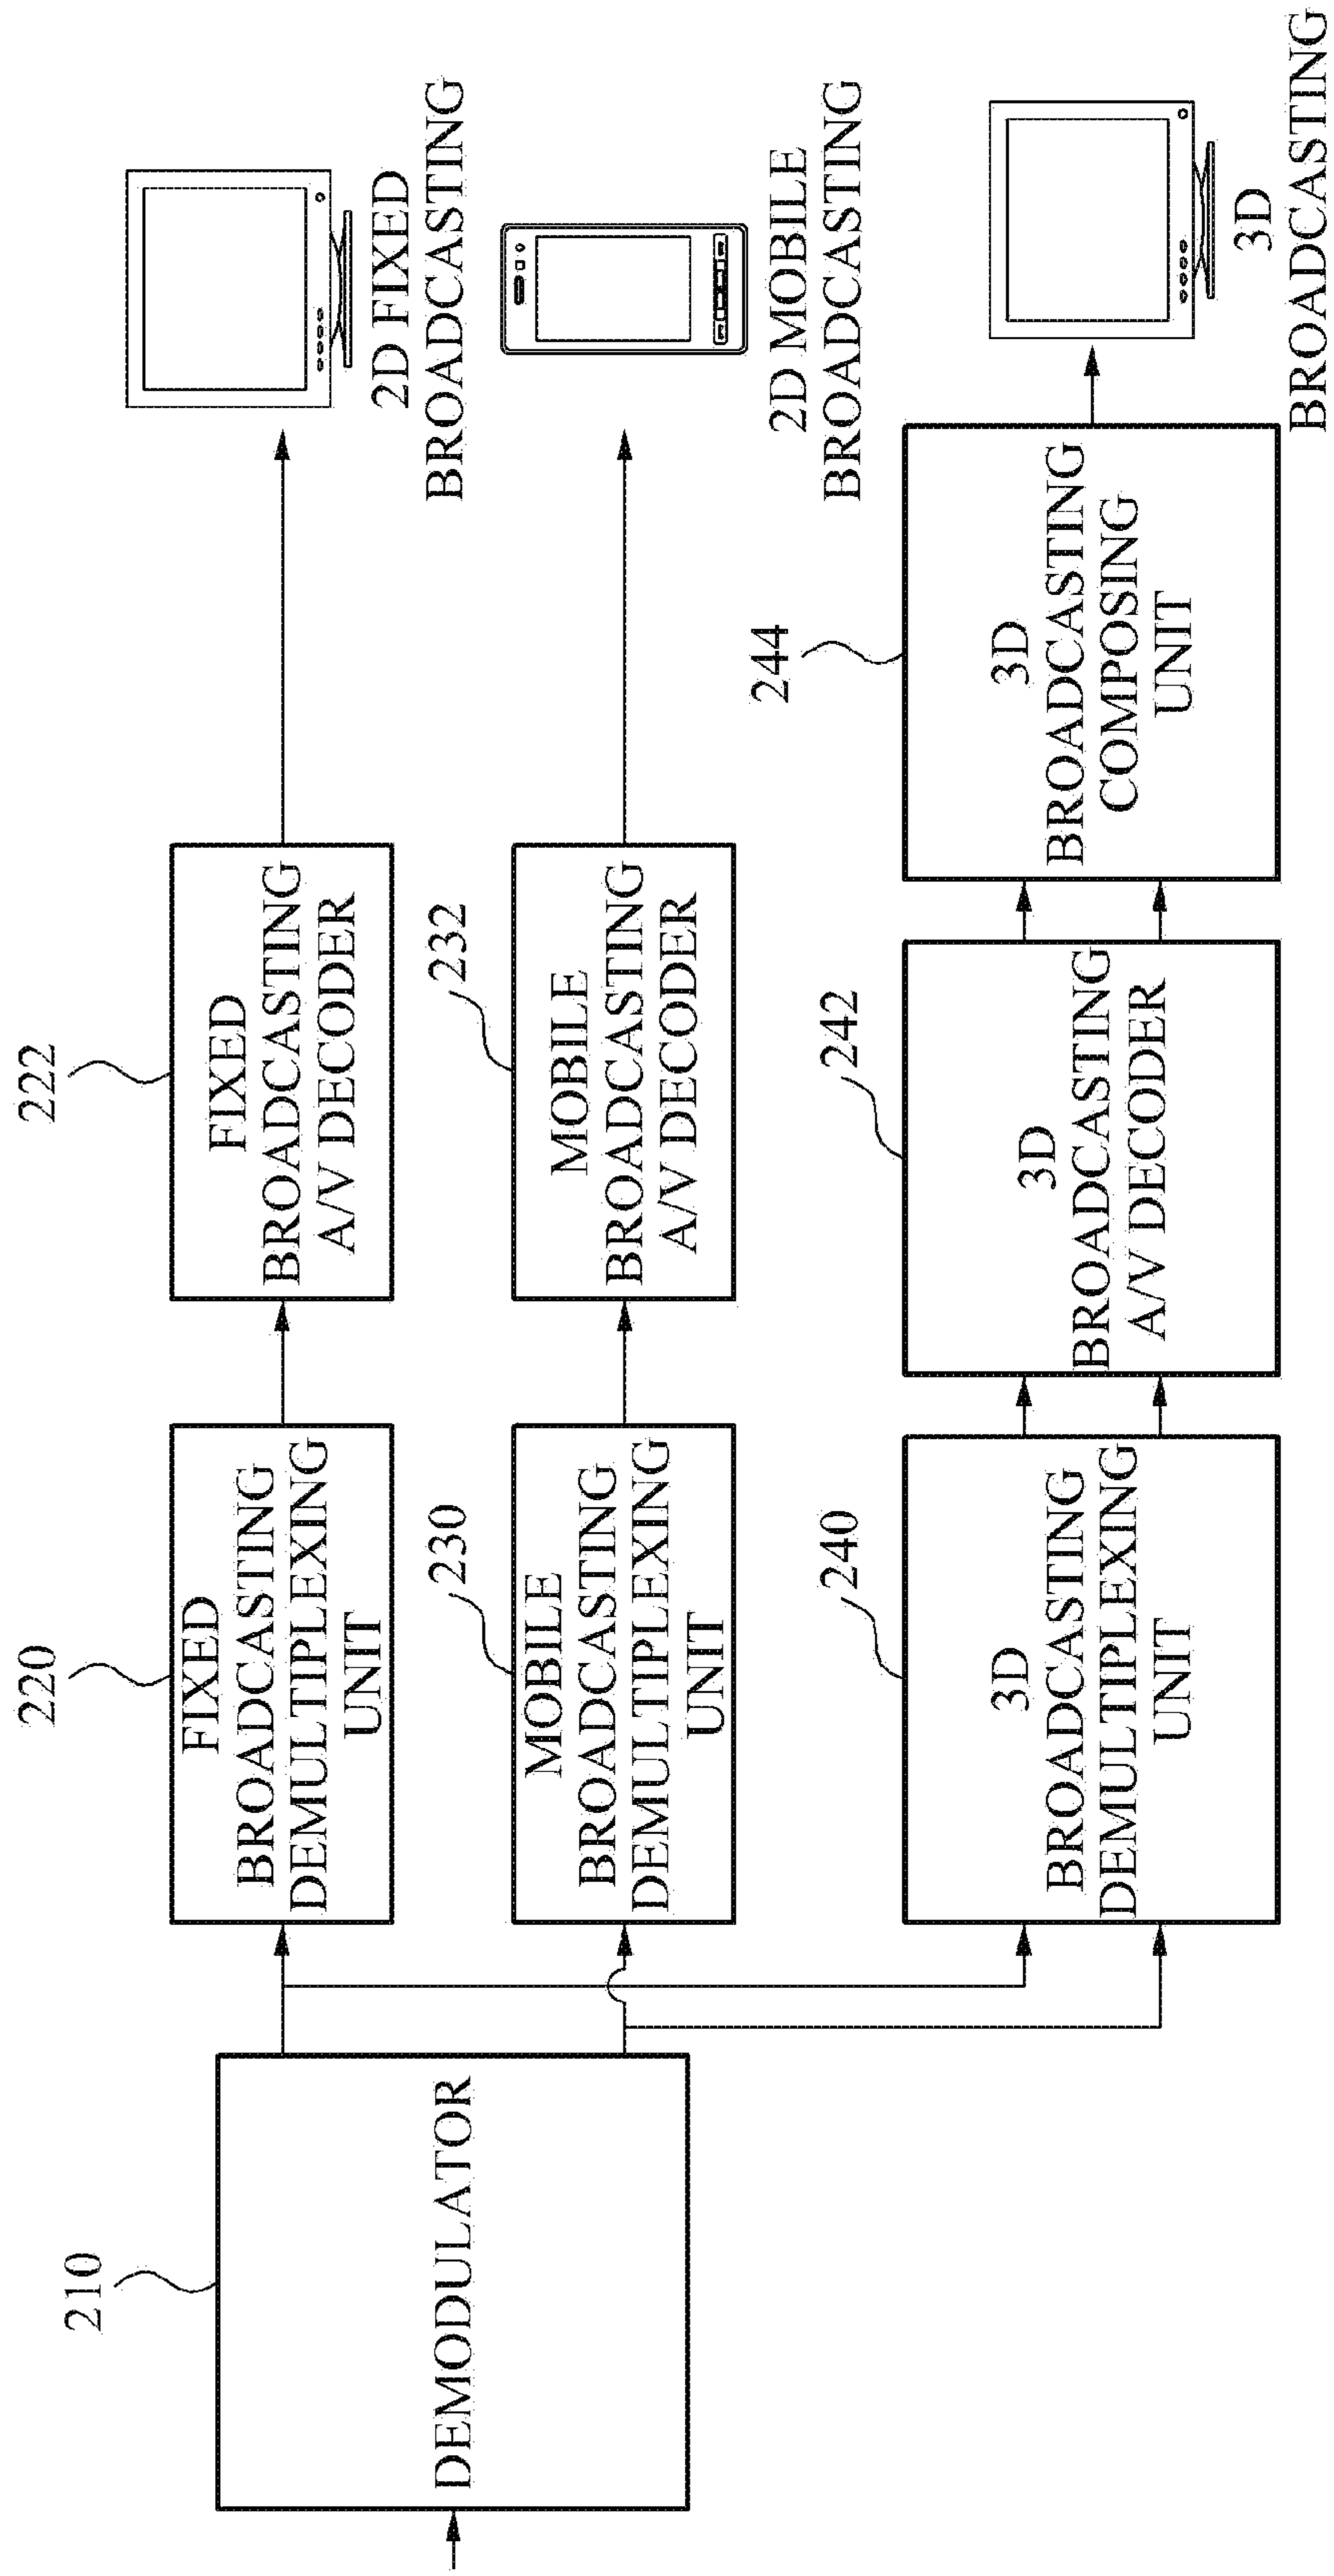 210
DEMODULATOR
220
FIXED
BROADCASTING
DEMULTIPLEXING
UNIT
222
FIXED
BROADCASTING
A/V DECODER
2D FIXED
BROADCASTING
230
MOBILE
BROADCASTING
DEMULTIPLEXING
UNIT
232
MOBILE
BROADCASTING
A/V DECODER
2D MOBILE
BROADCASTING
240
3D
BROADCASTING
DEMULTIPLEXING
UNIT
242
3D
BROADCASTING
A/V DECODER
244
3D
BROADCASTING
COMPOSING
UNIT
3D
BROADCASTING